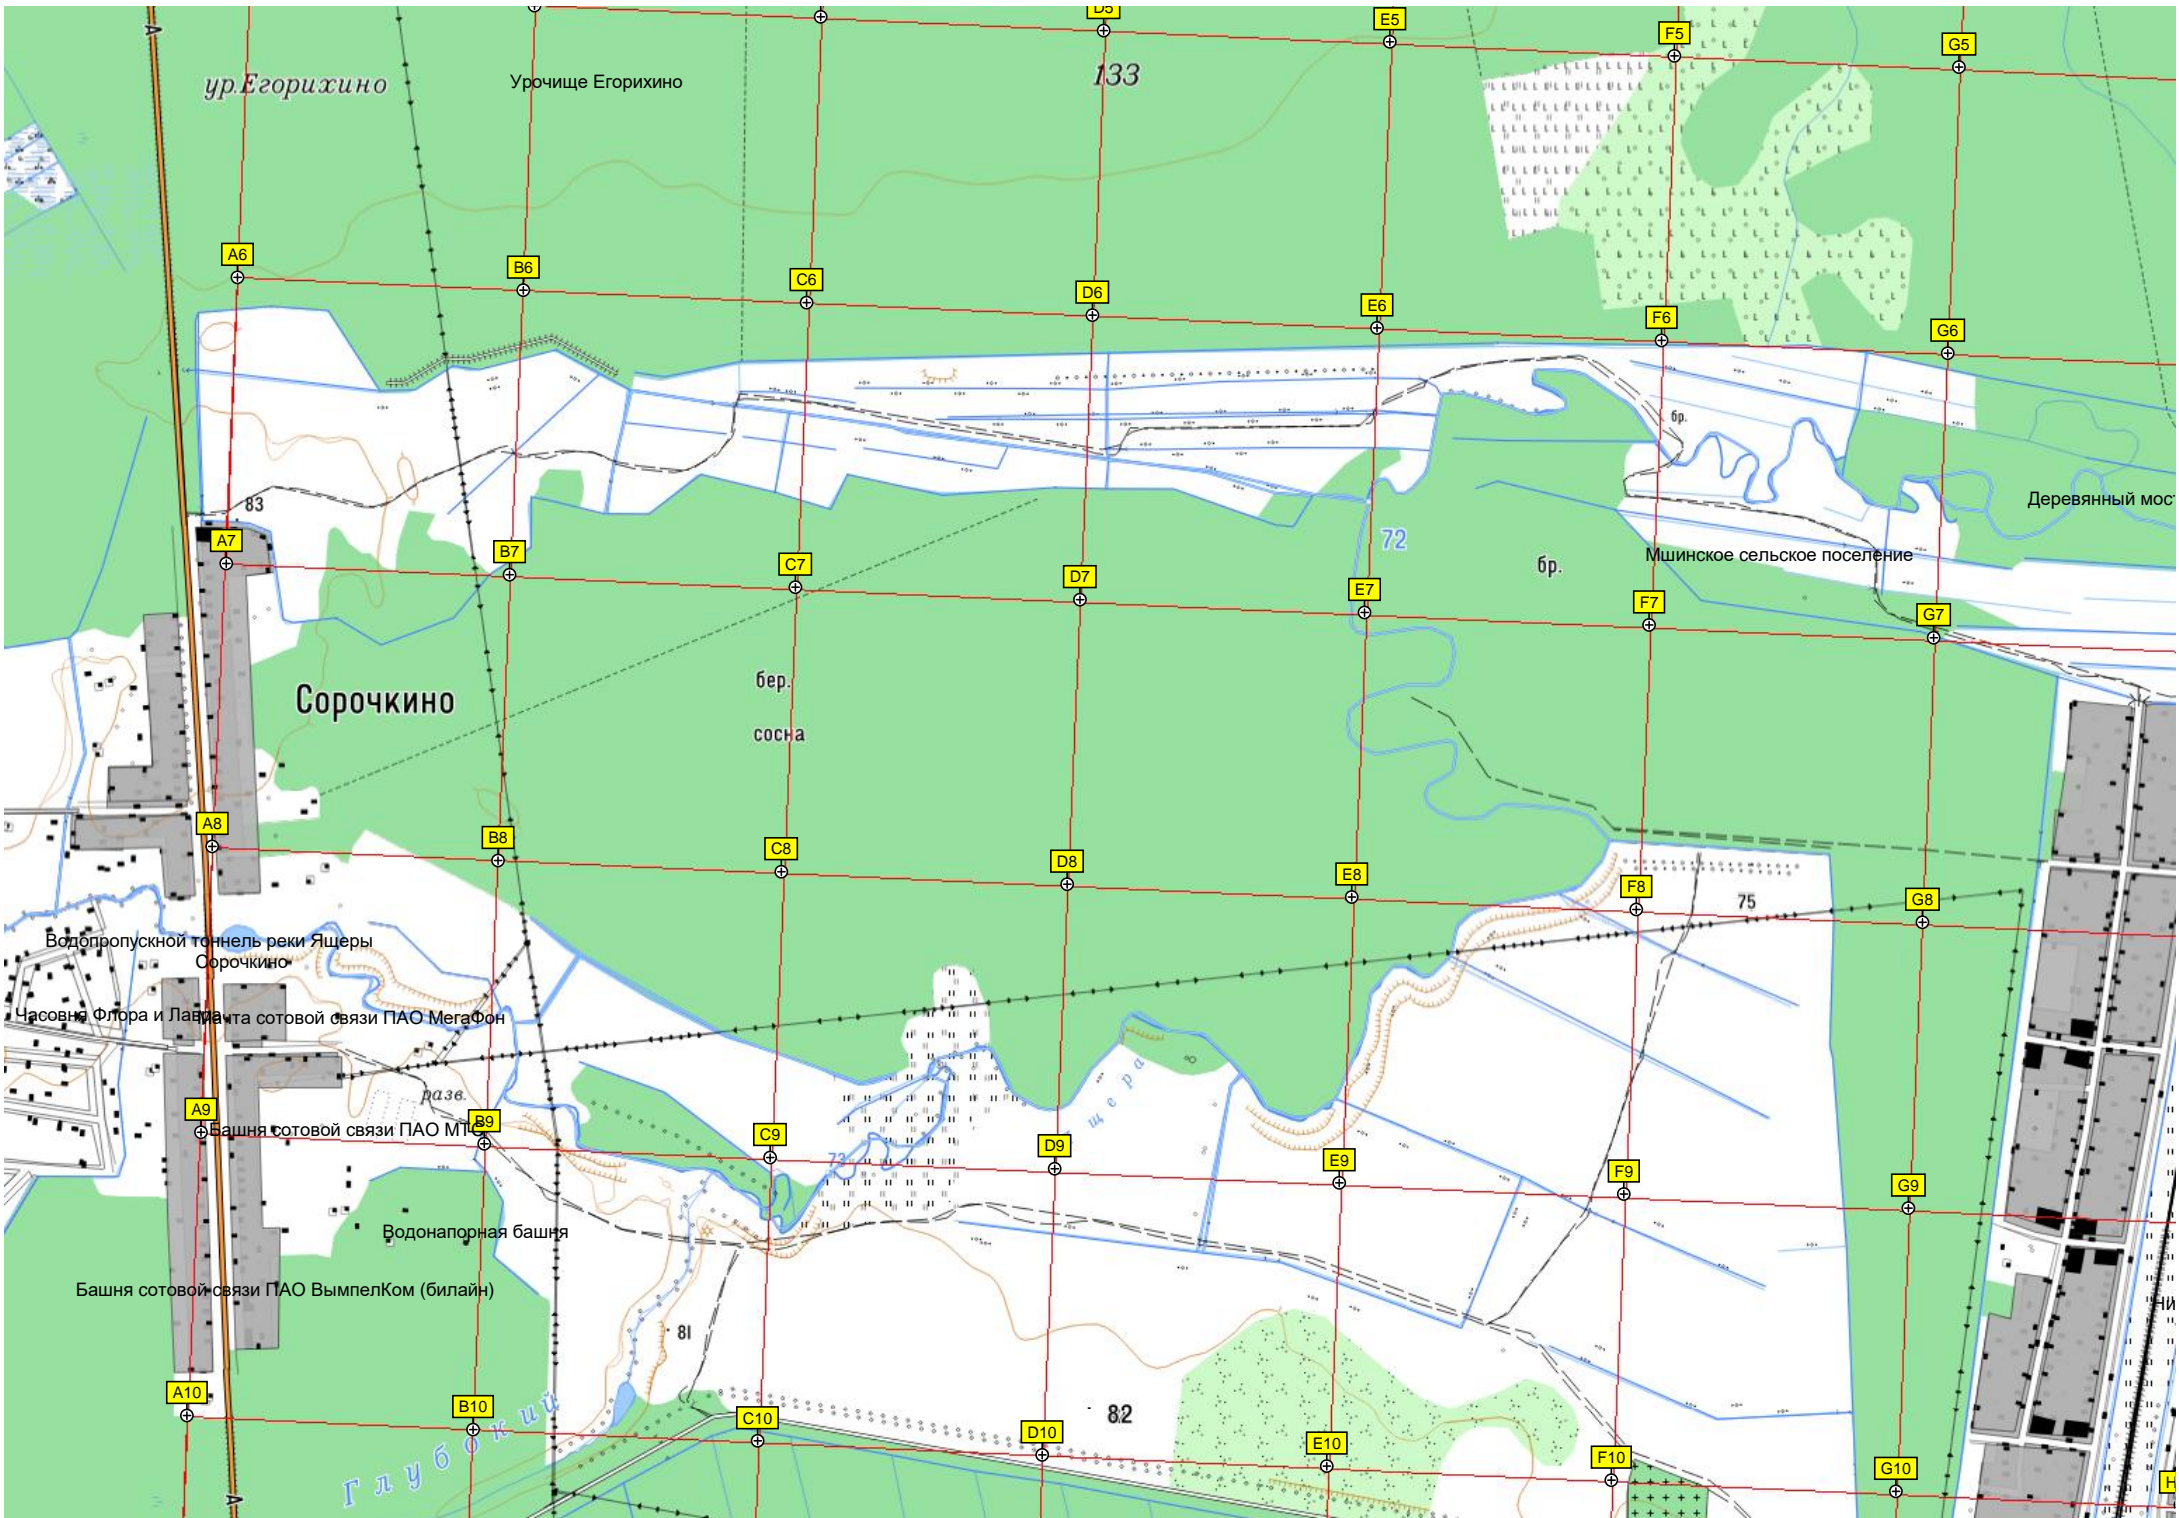 A
D5
E5
F5
G5
ур.Егорихино
Урочище Егорихино
133
A6
B6
C6
D6
E6
F6
G6
бр.
83
72
Деревянный мос
A7
B7
C7
D7
E7
F7
G7
бр.
Мшинское сельское поселение
бер.
сосна
Сорочкино
A8
B8
C8
D8
E8
F8
G8
75
Водопропускной тоннель реки Ящеры
Сорочкино
Часовня Флора и Лавра
Мачта сотовой связи ПАО МегаФон
щера
разв.
A9
B9
C9
D9
E9
F9
G9
Башня сотовой связи ПАО МТС
73
Водонапорная башня
Башня сотовой связи ПАО ВымпелКом (билайн)
81
82
A10
B10
C10
D10
E10
F10
G10
H
Глубокий
A